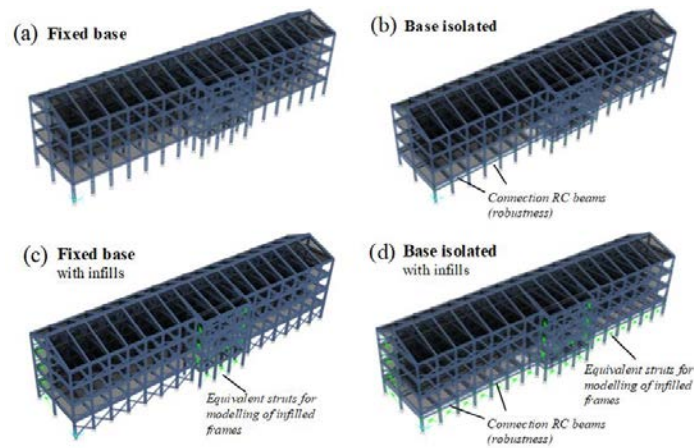 (a) Fixed base
(b) Base isolated
Connection RC beams
(robustness)
(c) Fixed base
with infills
Equivalent struts for
modelling of infilled
frames
(d) Base isolated
with infills
Equivalent struts for
modelling of infilled
frames
Connection RC beams
(robustness)